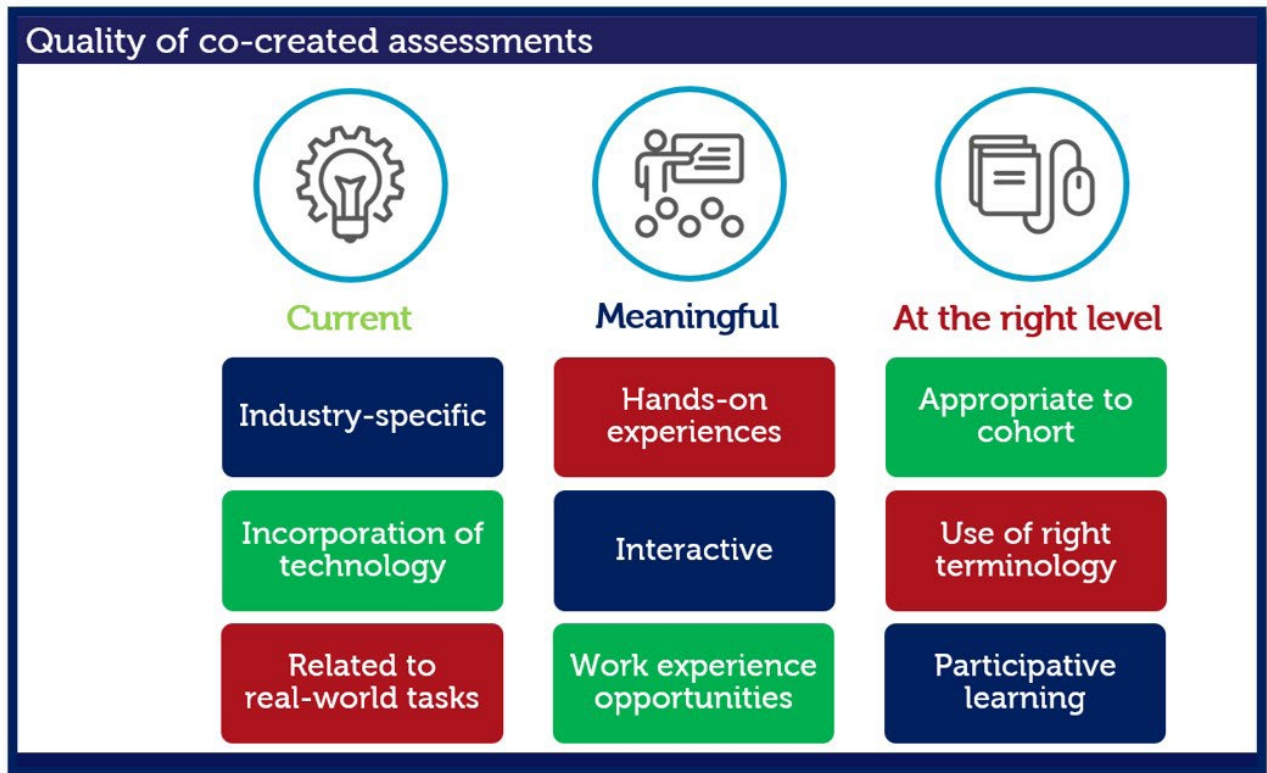 Quality of co-created assessments
Current
Meaningful
At the right level
Industry-specific
Hands-on
experiences
Appropriate to
cohort
Incorporation of
technology
Interactive
Use of right
terminology
Related to
real-world tasks
Work experience
opportunities
Participative
learning